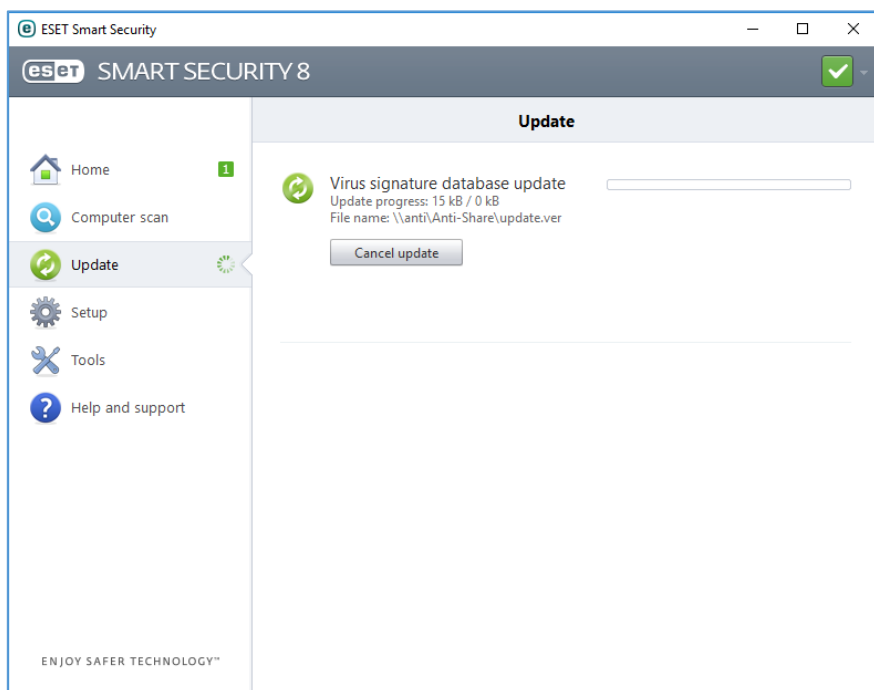 ESET Smart Security
eset SMART SECURITY 8
Update
Home 1
Computer scan
Update
Setup
Tools
Help and support
Virus signature database update
Update progress: 15 kB / 0 kB
File name: \\anti\Anti-Share\update.ver
Cancel update
ENJOY SAFER TECHNOLOGY™